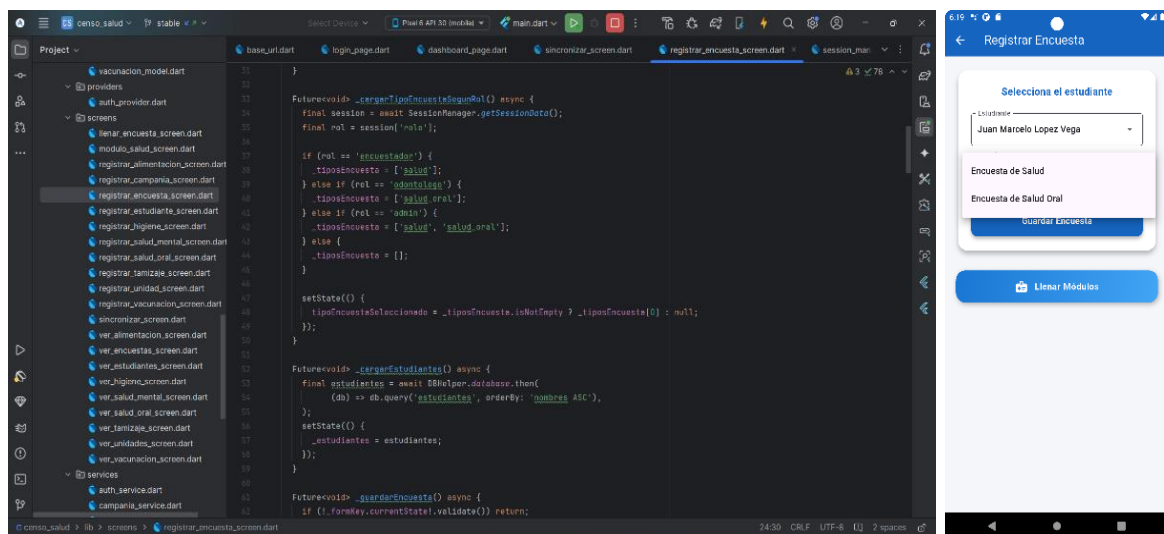 CS censo_salud stable Select Device Pixel 6 API 30 (mobile) main.dart
Project
base_url.dart login_page.dart dashboard_page.dart sincronizar_screen.dart registrar_encuesta_screen.dart session_man
vacunacion_model.dart
providers
auth_provider.dart
screens
llenar_encuesta_screen.dart
modulo_salud_screen.dart
registrar_alimentacion_screen.dart
registrar_campania_screen.dart
registrar_encuesta_screen.dart
registrar_estudiante_screen.dart
registrar_higiene_screen.dart
registrar_salud_mental_screen.dart
registrar_salud_oral_screen.dart
registrar_tamizaje_screen.dart
registrar_unidad_screen.dart
registrar_vacunacion_screen.dart
sincronizar_screen.dart
ver_alimentacion_screen.dart
ver_encuestas_screen.dart
ver_estudiantes_screen.dart
ver_higiene_screen.dart
ver_salud_mental_screen.dart
ver_salud_oral_screen.dart
ver_tamizaje_screen.dart
ver_unidades_screen.dart
ver_vacunacion_screen.dart
services
auth_service.dart
campania_service.dart
3 76
31 }
32
33 Future<void> _cargarTipoEncuestaSegunRol() async {
34 final session = await SessionManager.getSessionData();
35 final rol = session['role'];
36
37 if (rol == 'encuestador') {
38 _tiposEncuesta = ['salud'];
39 } else if (rol == 'odontologo') {
40 _tiposEncuesta = ['salud_oral'];
41 } else if (rol == 'admin') {
42 _tiposEncuesta = ['salud', 'salud_oral'];
43 } else {
44 _tiposEncuesta = [];
45 }
46
47 setState(() {
48 tipoEncuestaSeleccionado = _tiposEncuesta.isNotEmpty ? _tiposEncuesta[0] : null;
49 });
50 }
51
52 Future<void> _cargarEstudiantes() async {
53 final estudiantes = await DBHelper.database.then(
54 (db) => db.query('estudiantes', orderBy: 'nombres ASC'),
55 );
56 setState(() {
57 _estudiantes = estudiantes;
58 });
59 }
60
61 Future<void> _guardarEncuesta() async {
62 if (!_formKey.currentState!.validate()) return;
censo_salud > lib > screens > registrar_encuesta_screen.dart 24:30 CRLF UTF-8 2 spaces
6:19
Registrar Encuesta
Selecciona el estudiante
Estudiante
Juan Marcelo Lopez Vega
Encuesta de Salud
Encuesta de Salud Oral
Guardar Encuesta
Llenar Módulos